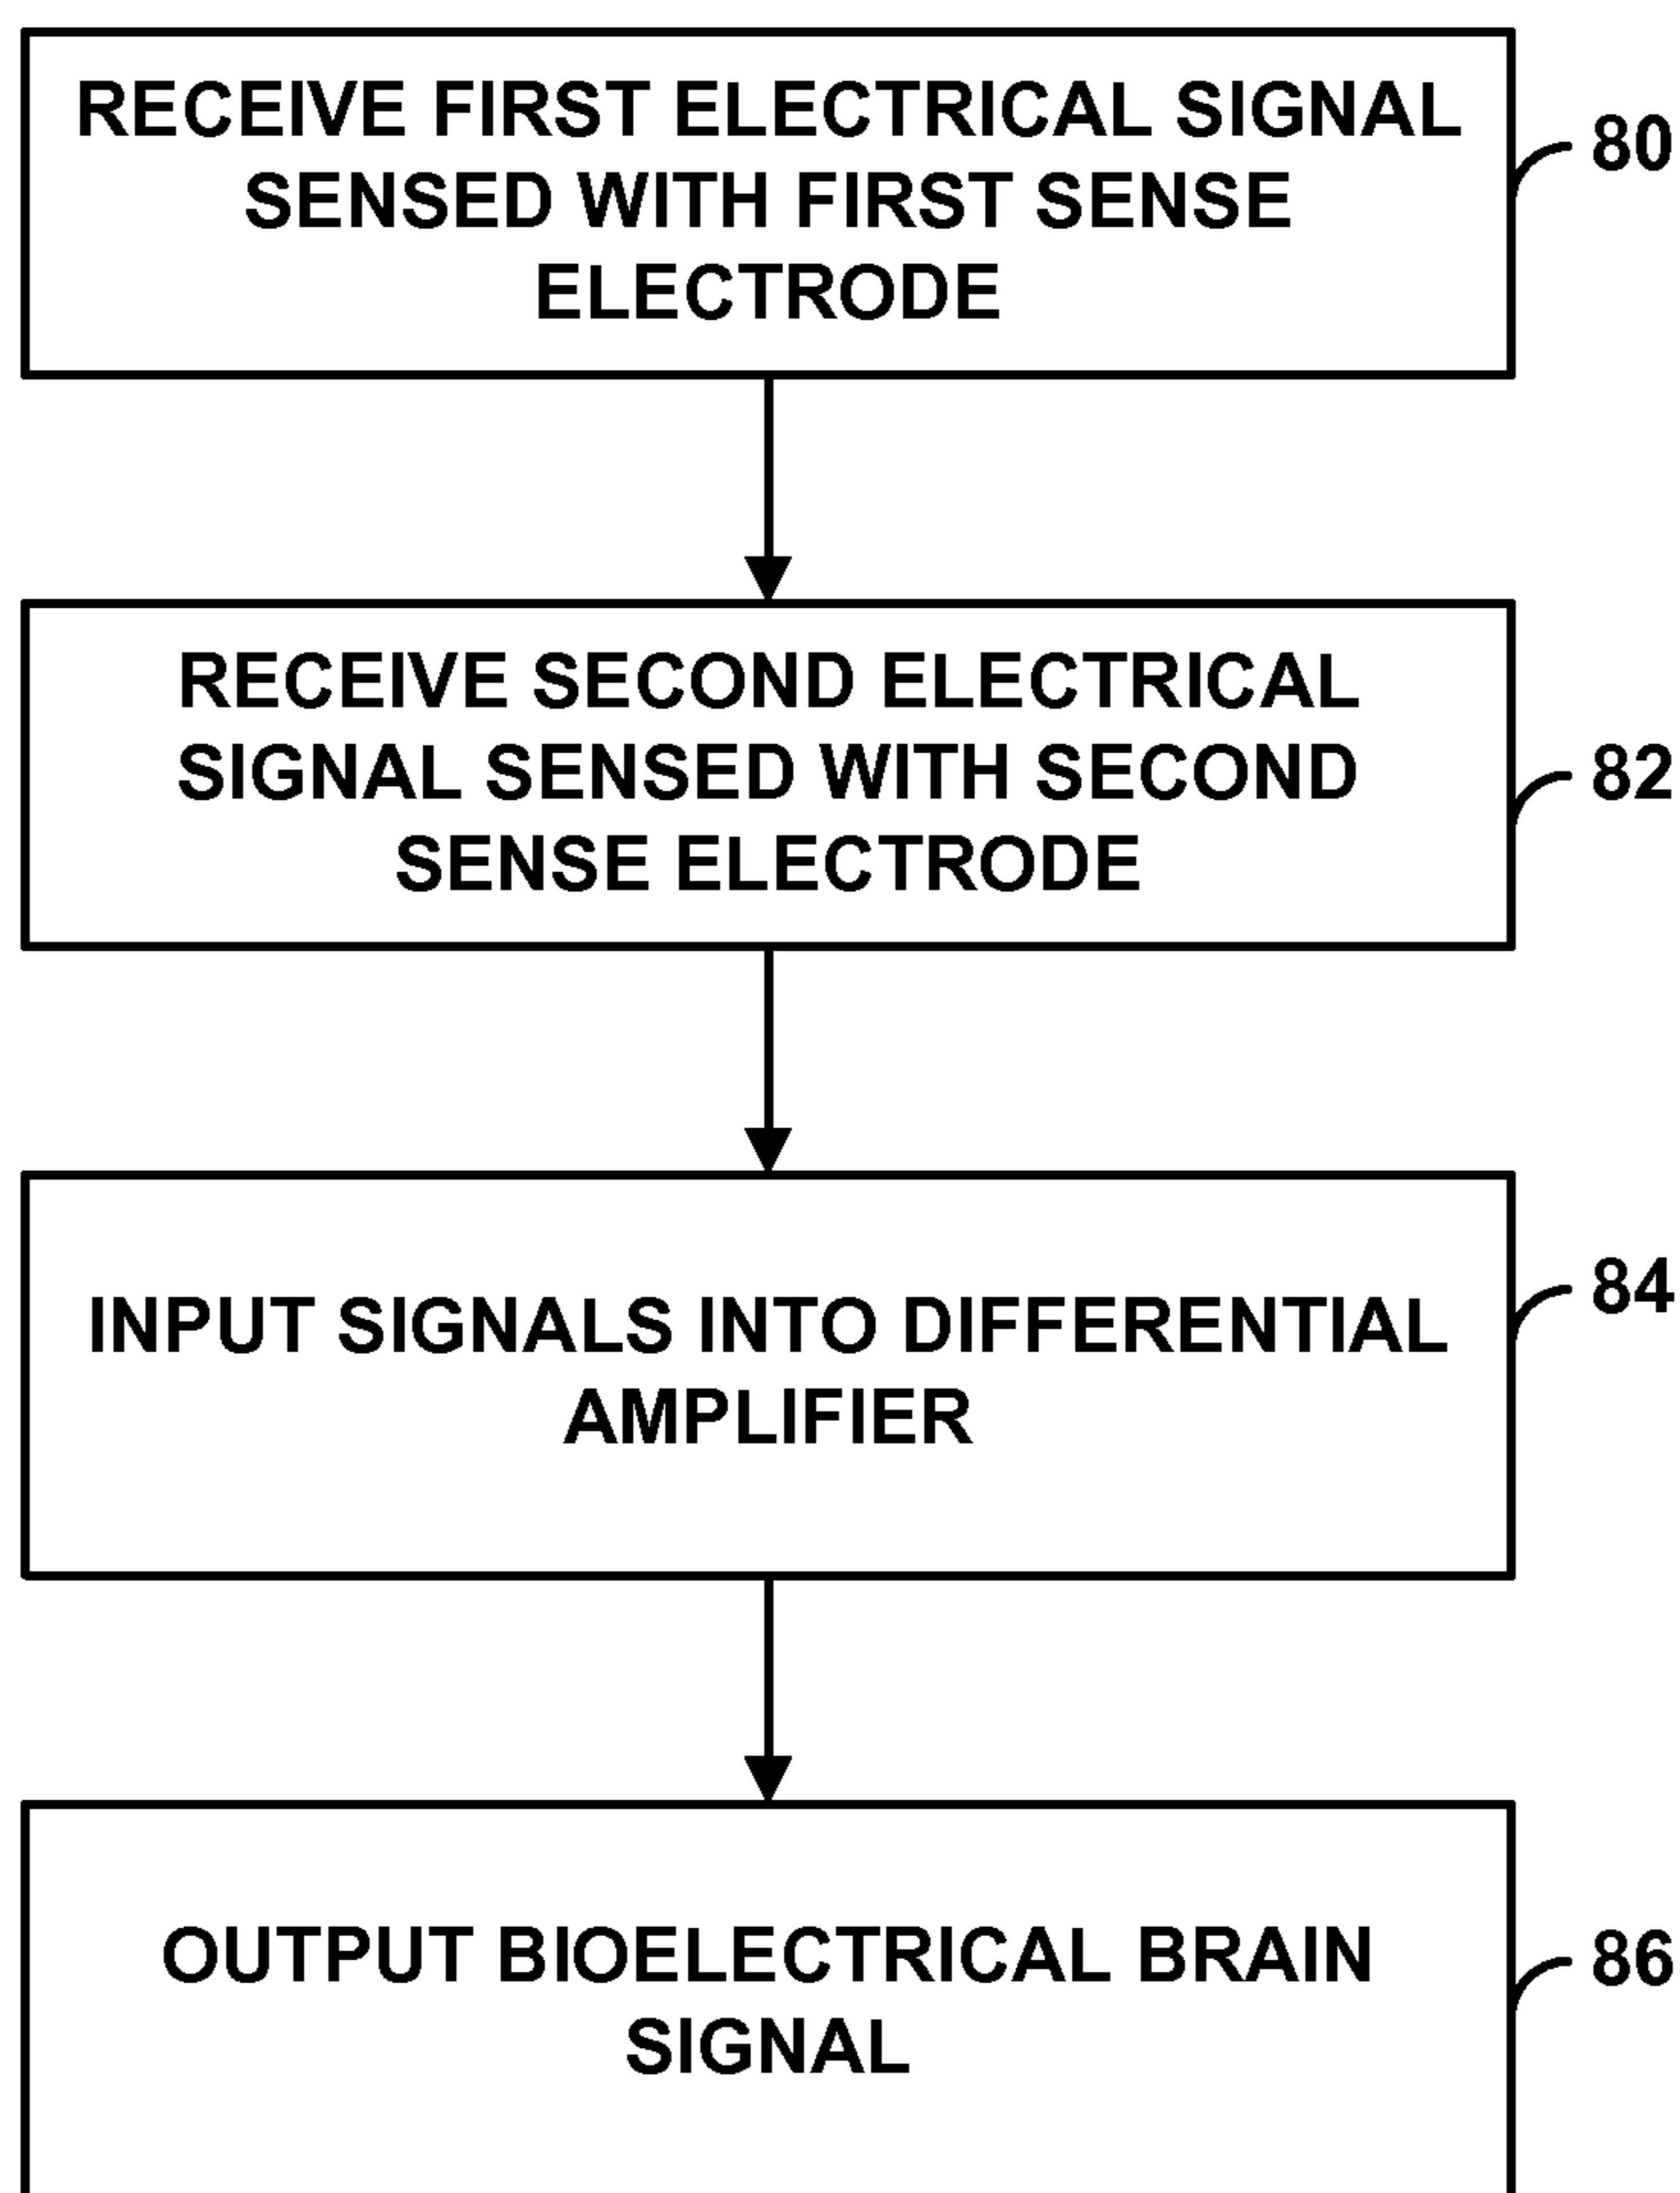 RECEIVE FIRST ELECTRICAL SIGNAL
SENSED WITH FIRST SENSE
ELECTRODE
80
RECEIVE SECOND ELECTRICAL
SIGNAL SENSED WITH SECOND
SENSE ELECTRODE
82
INPUT SIGNALS INTO DIFFERENTIAL
AMPLIFIER
84
OUTPUT BIOELECTRICAL BRAIN
SIGNAL
86